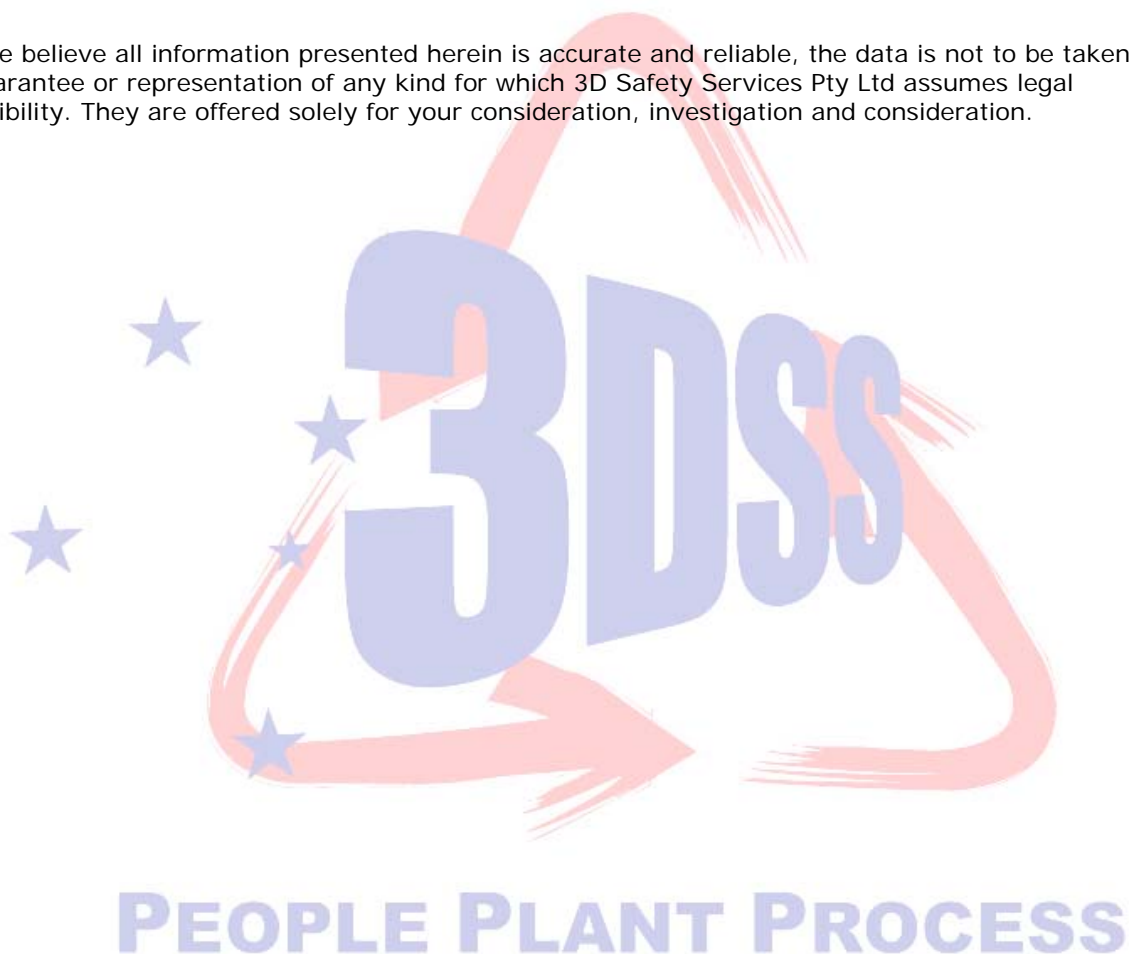 e believe all information presented herein is accurate and reliable, the data is not to be taken
arantee or representation of any kind for which 3D Safety Services Pty Ltd assumes legal
ibility. They are offered solely for your consideration, investigation and consideration.
3DSS
PEOPLE PLANT PROCESS